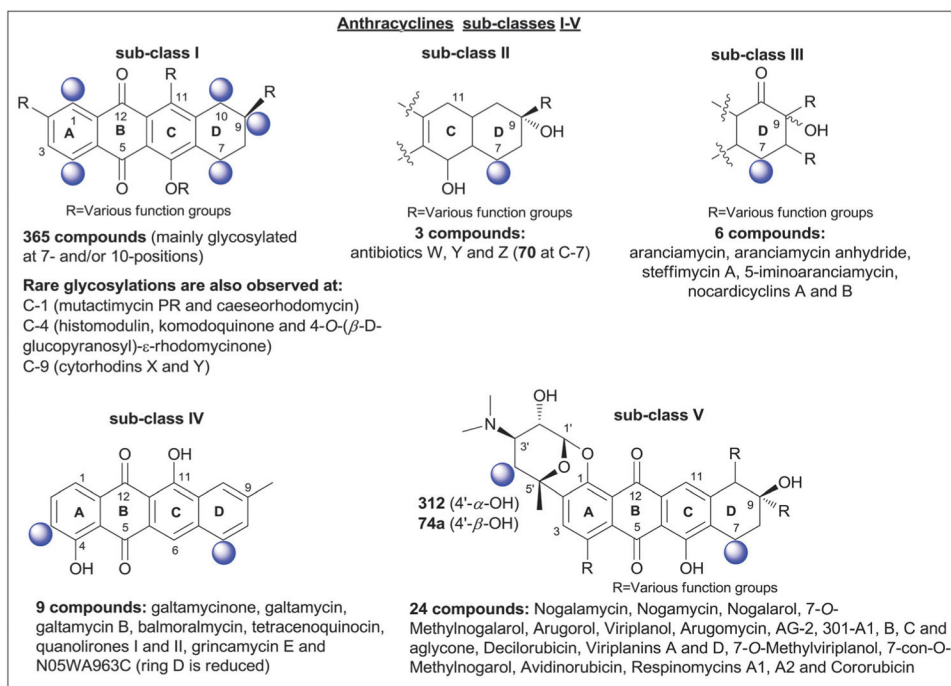 Anthracyclines sub-classes I-V
sub-class I
R
O
R
R
1
12
11
10
9
A
B
C
D
3
5
7
O
OR
R=Various function groups
365 compounds (mainly glycosylated
at 7- and/or 10-positions)
Rare glycosylations are also observed at:
C-1 (mutactimycin PR and caeseorhodomycin)
C-4 (histomodulin, komodoquinone and 4-O-(β-D-
glucopyranosyl)-ε-rhodomycinone)
C-9 (cytorhodins X and Y)
sub-class II
11
R
9
OH
C
D
7
OH
R=Various function groups
3 compounds:
antibiotics W, Y and Z (70 at C-7)
sub-class III
O
R
9
OH
D
7
R
R=Various function groups
6 compounds:
aranciamycin, aranciamycin anhydride,
steffimycin A, 5-iminoaranciamycin,
nocardicyclins A and B
sub-class IV
O
OH
1
12
11
9
A
B
C
D
4
5
6
OH
O
9 compounds: galtamycinone, galtamycin,
galtamycin B, balmoralmycin, tetracenoquinocin,
quanolirones I and II, grincamycin E and
N05WA963C (ring D is reduced)
sub-class V
OH
N
3'
1'
O
O
5'
312 (4'-α-OH)
74a (4'-β-OH)
1
O
12
11
R
OH
9
R
A
B
C
D
3
5
7
R
O
OH
R=Various function groups
24 compounds: Nogalamycin, Nogamycin, Nogalarol, 7-O-
Methylnogalarol, Arugorol, Viriplanol, Arugomycin, AG-2, 301-A1, B, C and
aglycone, Decilorubicin, Viriplanins A and D, 7-O-Methylviriplanol, 7-con-O-
Methylnogarol, Avidinorubicin, Respinomycins A1, A2 and Cororubicin